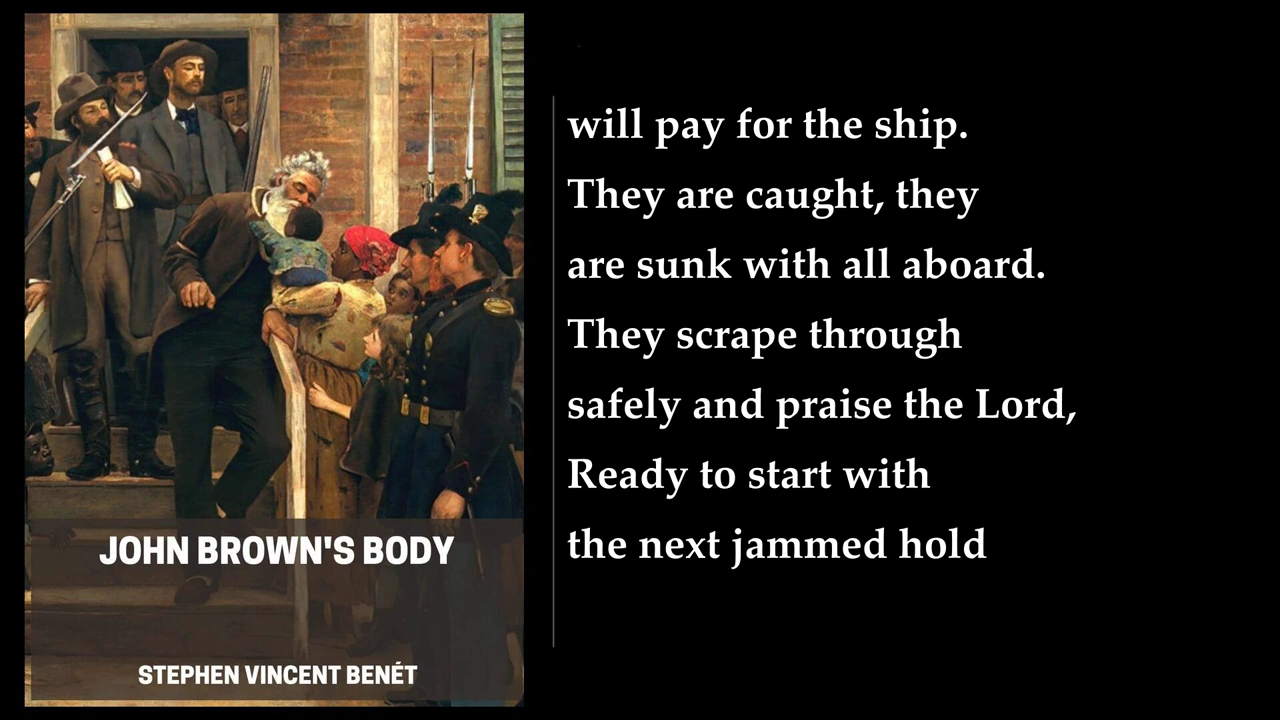 JOHN BROWN'S BODY
STEPHEN VINCENT BENÉT
will pay for the ship.
They are caught, they
are sunk with all aboard.
They scrape through
safely and praise the Lord,
Ready to start with
the next jammed hold